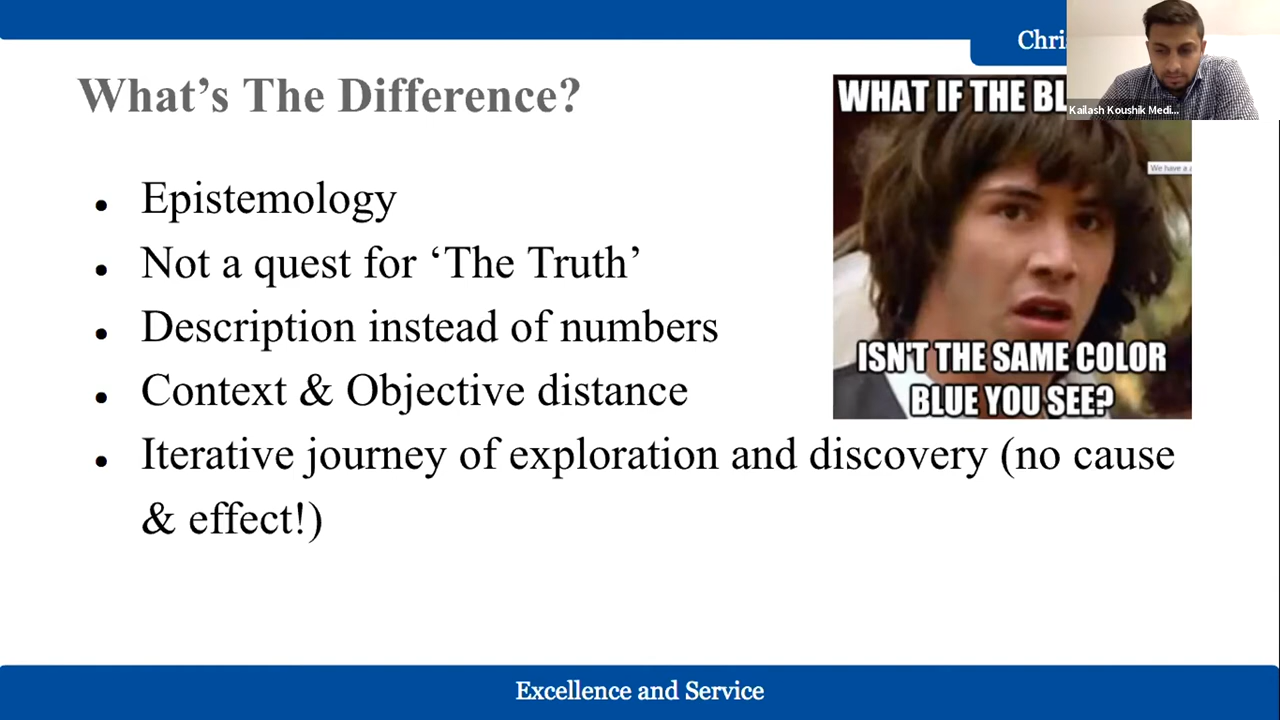 Kailash Koushik Medi...
What's The Difference?
WHAT IF THE
We have a
Epistemology
Not a quest for ‘The Truth’
Description instead of numbers
Context & Objective distance
ISN'T THE SAME COLOR
BLUE YOU SEE?
Iterative journey of exploration and discovery (no cause
& effect!)
Excellence and Service